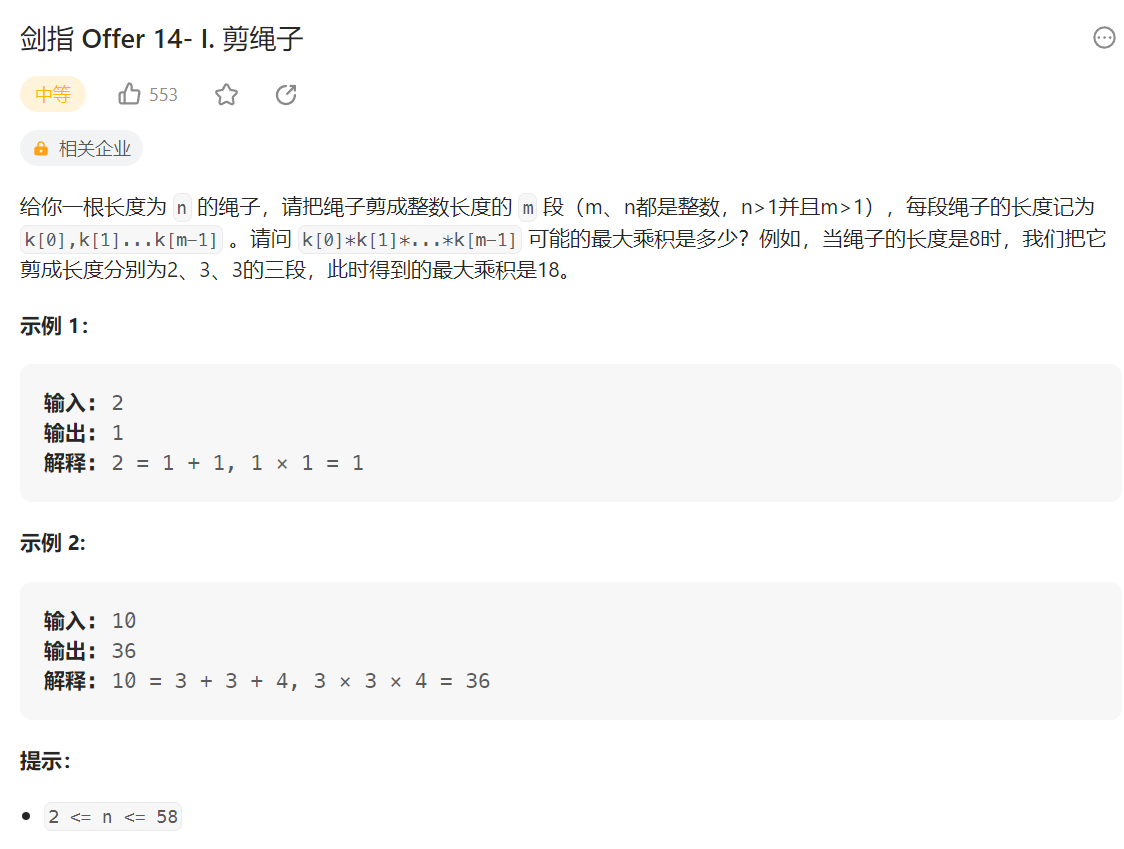 剑指 Offer 14- I. 剪绳子
中等 553
相关企业
给你一根长度为 n 的绳子，请把绳子剪成整数长度的 m 段（m、n都是整数，n>1并且m>1），每段绳子的长度记为
k[0],k[1]...k[m-1] 。请问 k[0]*k[1]*...*k[m-1] 可能的最大乘积是多少？例如，当绳子的长度是8时，我们把它
剪成长度分别为2、3、3的三段，此时得到的最大乘积是18。
示例 1：
输入： 2
输出： 1
解释： 2 = 1 + 1, 1 × 1 = 1
示例 2:
输入： 10
输出： 36
解释： 10 = 3 + 3 + 4, 3 × 3 × 4 = 36
提示：
2 <= n <= 58